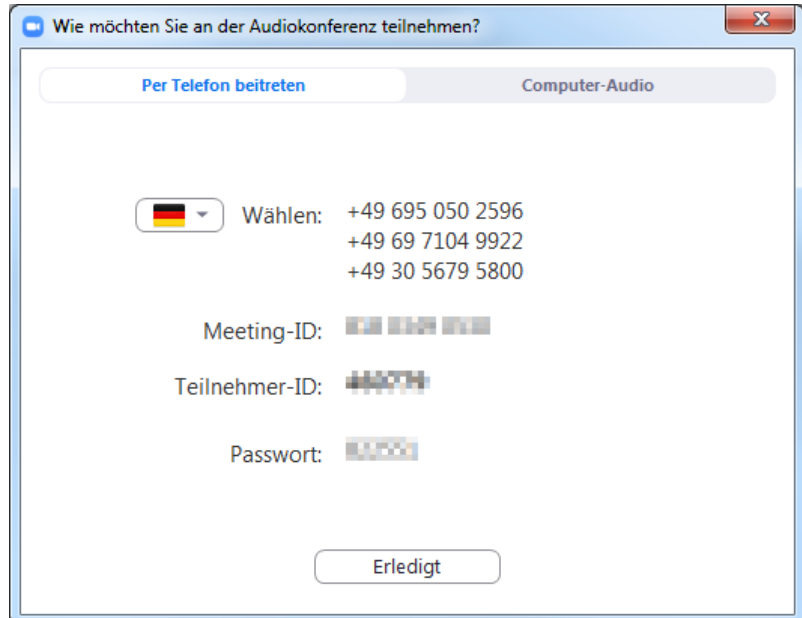 Wie möchten Sie an der Audiokonferenz teilnehmen?
Per Telefon beitreten Computer-Audio
Wählen: +49 695 050 2596
+49 69 7104 9922
+49 30 5679 5800
Meeting-ID:
Teilnehmer-ID:
Passwort:
Erledigt